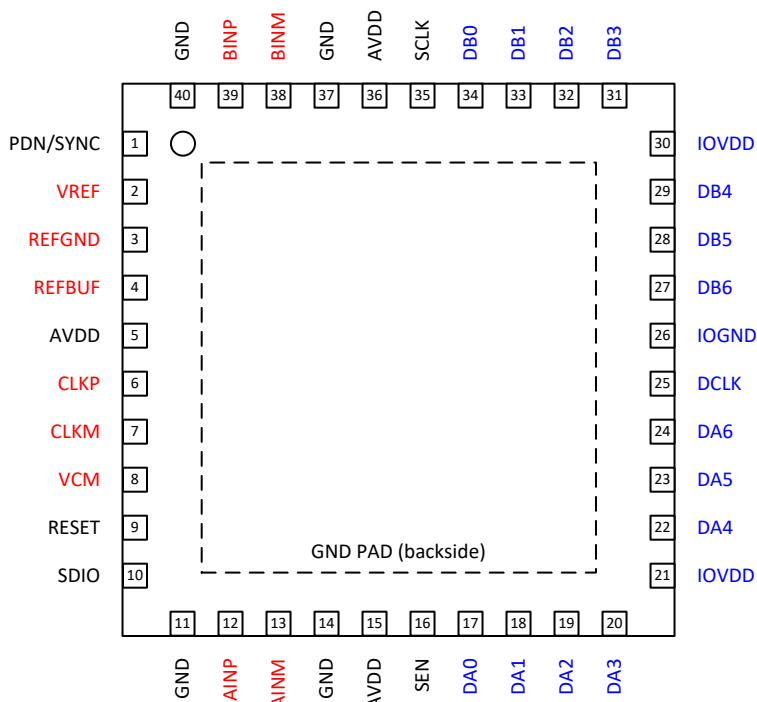 GND BINP BINM GND AVDD SCLK DB0 DB1 DB2 DB3
40 39 38 37 36 35 34 33 32 31
PDN/SYNC 1 30 IOVDD
VREF 2 29 DB4
REFGND 3 28 DB5
REFBUF 4 27 DB6
AVDD 5 26 IOGND
CLKP 6 25 DCLK
CLKM 7 24 DA6
VCM 8 23 DA5
RESET 9 22 DA4
GND PAD (backside)
SDIO 10 21 IOVDD
11 12 13 14 15 16 17 18 19 20
GND AINP AINM GND AVDD SEN DA0 DA1 DA2 DA3